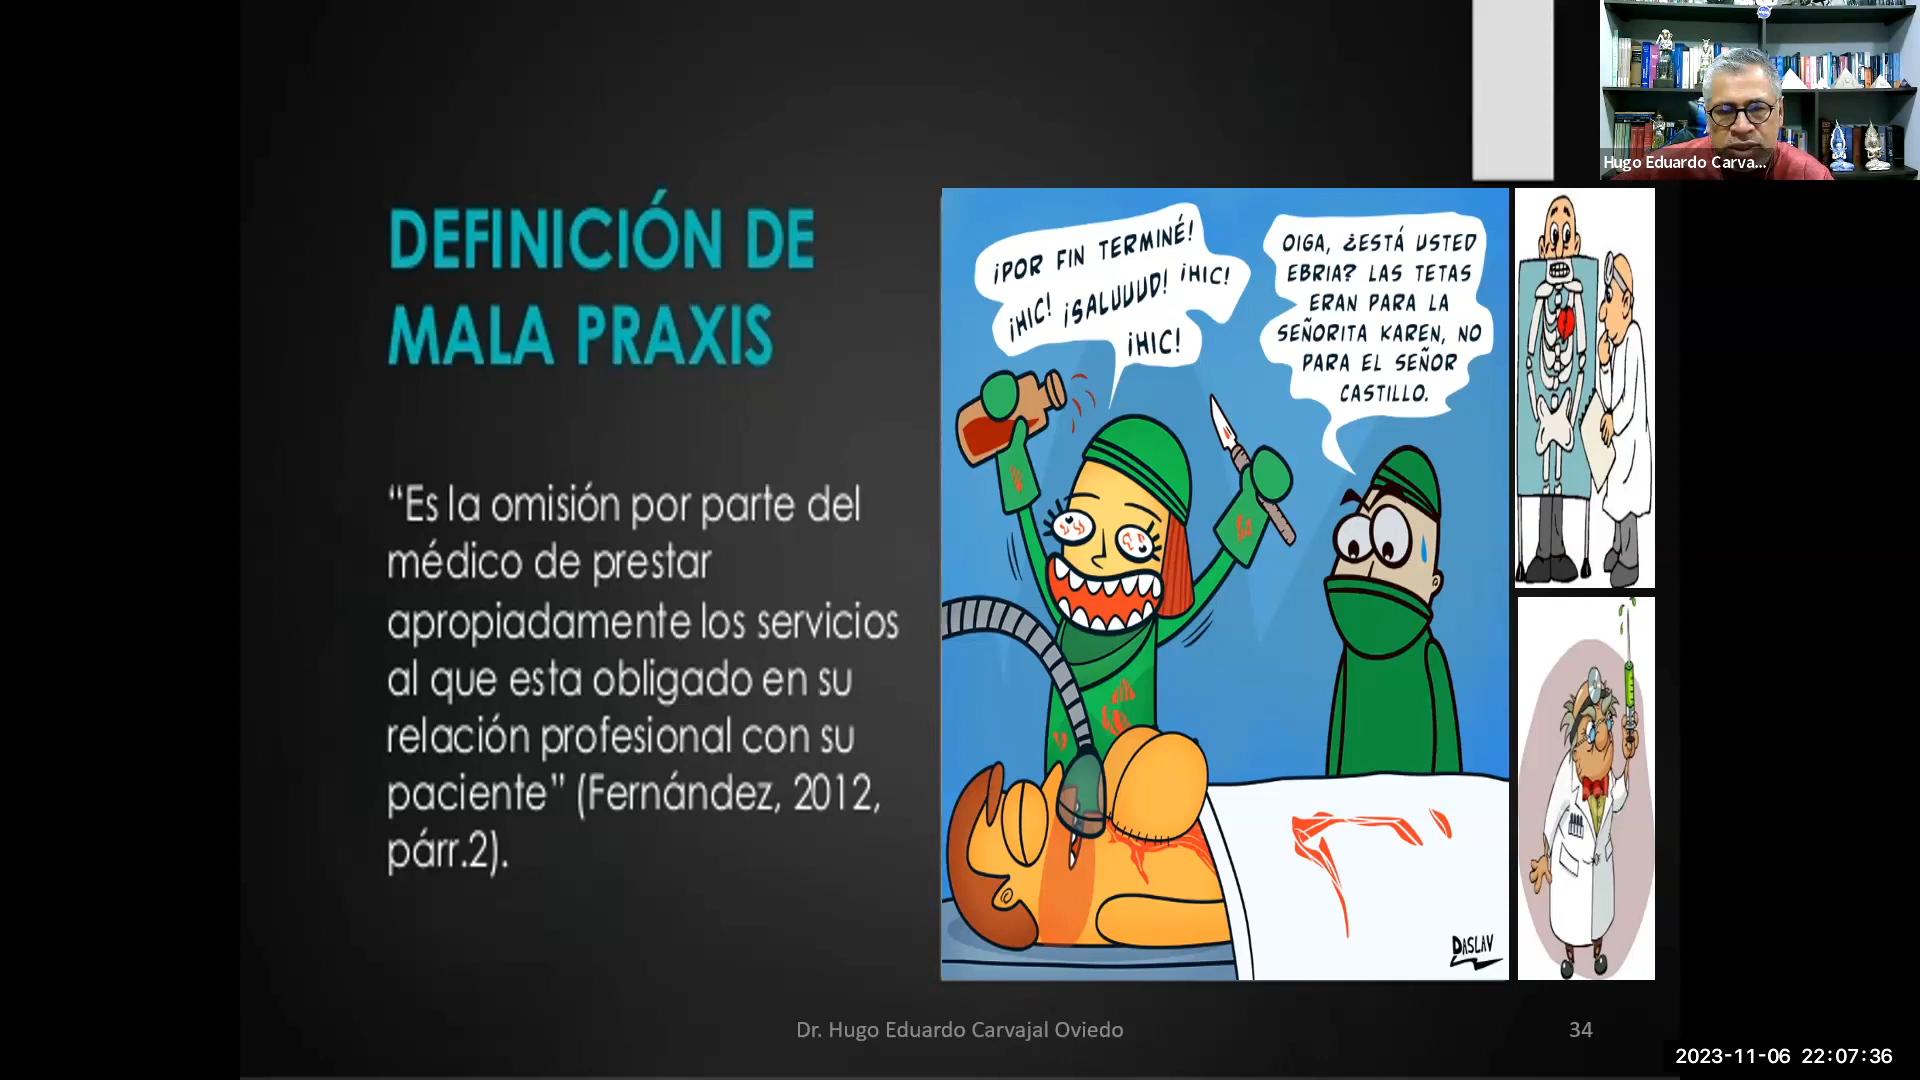 Hugo Eduardo Carva...
DEFINICIÓN DE
MALA PRAXIS
“Es la omisión por parte del
médico de prestar
apropiadamente los servicios
al que esta obligado en su
relación profesional con su
paciente” (Fernández, 2012,
párr.2).
¡POR FIN TERMINÉ!
¡HIC! ¡SALUUUD! ¡HIC!
¡HIC!
OIGA, ¿ESTÁ USTED
EBRIA? LAS TETAS
ERAN PARA LA
SEÑORITA KAREN, NO
PARA EL SEÑOR
CASTILLO.
DASLAV
Dr. Hugo Eduardo Carvajal Oviedo
34
2023-11-06 22:07:36